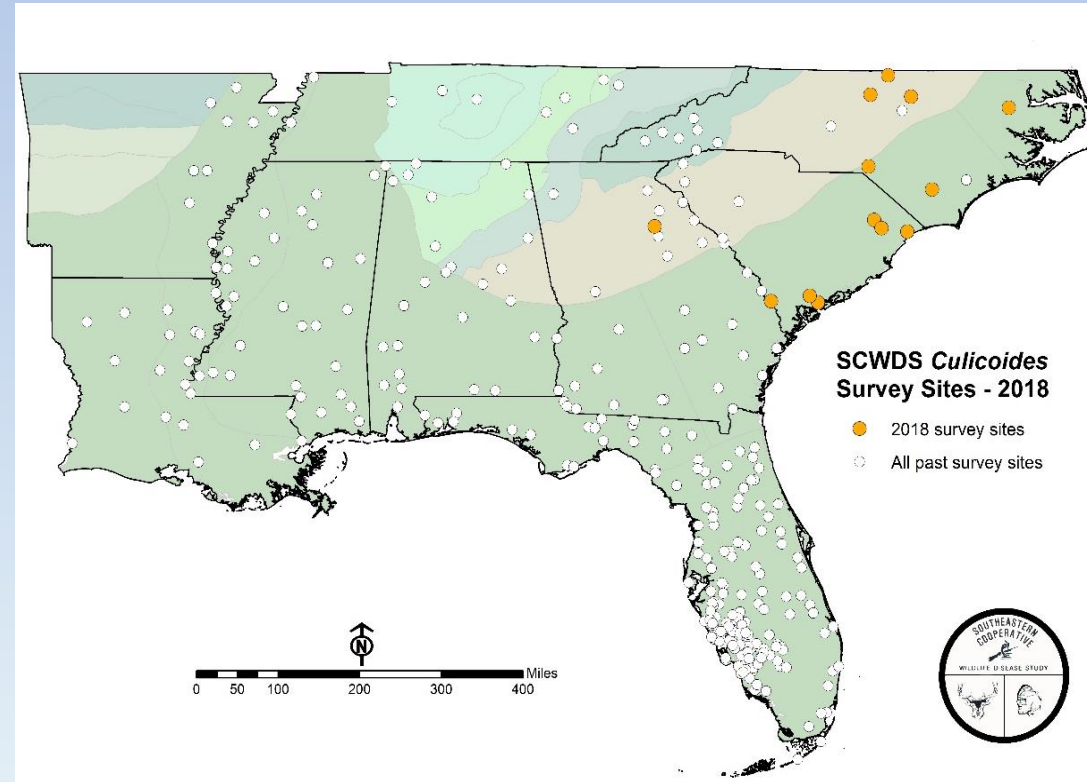 SCWDS Culicoides
Survey Sites - 2018
2018 survey sites
All past survey sites
N
Miles
0 50 100 200 300 400
SOUTHEASTERN
COOPERATIVE
WILDLIFE DISEASE STUDY